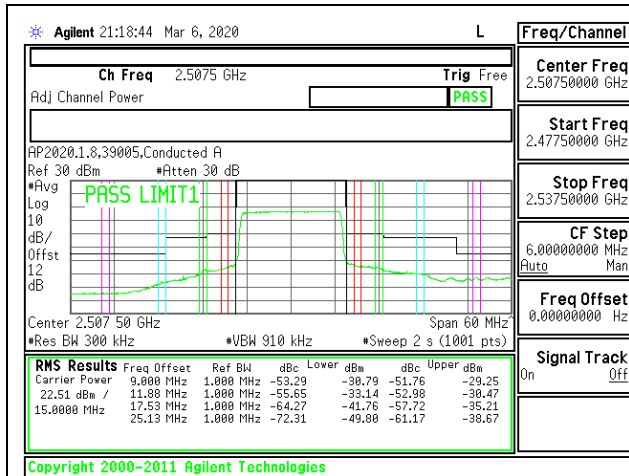 Agilent 21:18:44 Mar 6, 2020 L
Freq/Channel
Ch Freq 2.5075 GHz Trig Free
Adj Channel Power PASS
Center Freq
2.50750000 GHz
Start Freq
2.47750000 GHz
Stop Freq
2.53750000 GHz
CF Step
6.00000000 MHz
Auto Man
Freq Offset
0.00000000 Hz
Signal Track
On Off
AP2020.1.8,39005,Conducted A
Ref 30 dBm #Atten 30 dB
#Avg
Log
10
dB/
Offst
12
dB
PASS LIMIT1
Center 2.507 50 GHz Span 60 MHz^
#Res BW 300 kHz #VBW 910 kHz #Sweep 2 s (1001 pts)
RMS Results Freq Offset Ref BW dBc Lower dBm dBc Upper dBm
Carrier Power 9.000 MHz 1.000 MHz -53.29 -30.79 -51.76 -29.25
22.51 dBm / 11.88 MHz 1.000 MHz -55.65 -33.14 -52.98 -30.47
15.0000 MHz 17.53 MHz 1.000 MHz -64.27 -41.76 -57.72 -35.21
25.13 MHz 1.000 MHz -72.31 -49.80 -61.17 -38.67
Copyright 2000-2011 Agilent Technologies